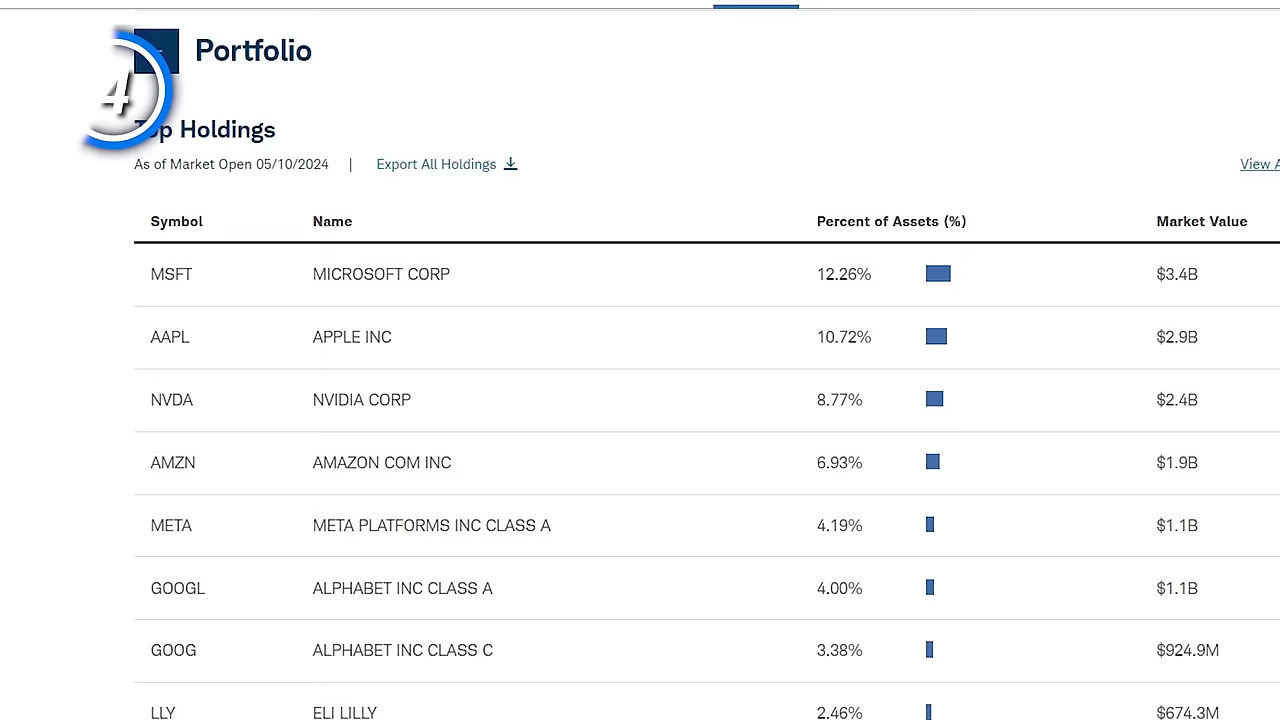 Portfolio
4
Top Holdings
As of Market Open 05/10/2024 | Export All Holdings
View A
Symbol Name Percent of Assets (%) Market Value
MSFT MICROSOFT CORP 12.26% $3.4B
AAPL APPLE INC 10.72% $2.9B
NVDA NVIDIA CORP 8.77% $2.4B
AMZN AMAZON COM INC 6.93% $1.9B
META META PLATFORMS INC CLASS A 4.19% $1.1B
GOOGL ALPHABET INC CLASS A 4.00% $1.1B
GOOG ALPHABET INC CLASS C 3.38% $924.9M
LLY ELI LILLY 2.46% $674.3M